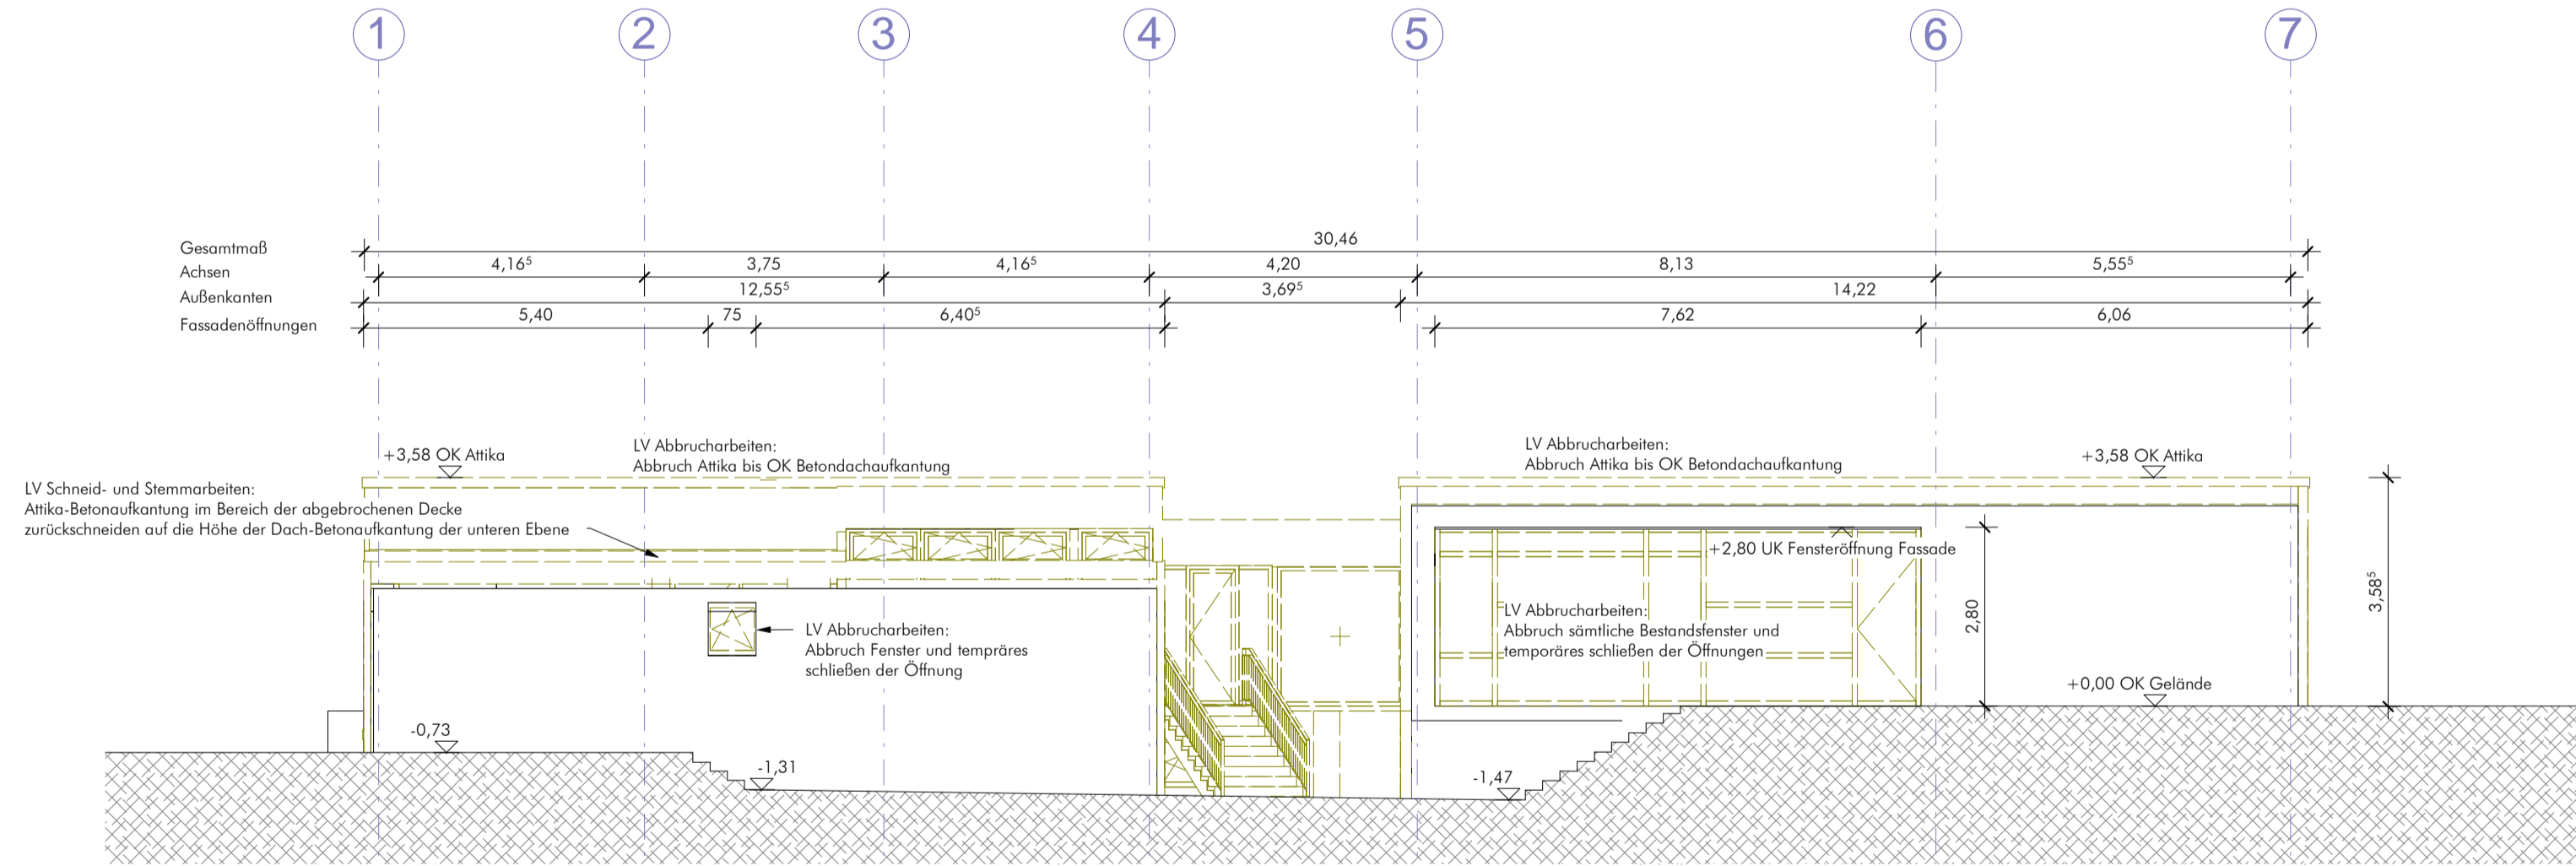 1 2 3 4 5 6 7
Gesamtmaß 30,46
Achsen 4,16⁵ 3,75 4,16⁵ 4,20 8,13 5,55⁵
Außenkanten 12,55⁵ 3,69⁵ 14,22
Fassadenöffnungen 5,40 75 6,40⁵ 7,62 6,06
+3,58 OK Attika
LV Abbrucharbeiten:
Abbruch Attika bis OK Betondachaufkantung
LV Abbrucharbeiten:
Abbruch Attika bis OK Betondachaufkantung
+3,58 OK Attika
LV Schneid- und Stemmarbeiten:
Attika-Betonaufkantung im Bereich der abgebrochenen Decke
zurückschneiden auf die Höhe der Dach-Betonaufkantung der unteren Ebene
+2,80 UK Fensteröffnung Fassade
LV Abbrucharbeiten:
Abbruch Fenster und tempräres
schließen der Öffnung
LV Abbrucharbeiten:
Abbruch sämtliche Bestandsfenster und
temporäres schließen der Öffnungen
2,80
3,58⁵
+0,00 OK Gelände
-0,73
-1,31
-1,47